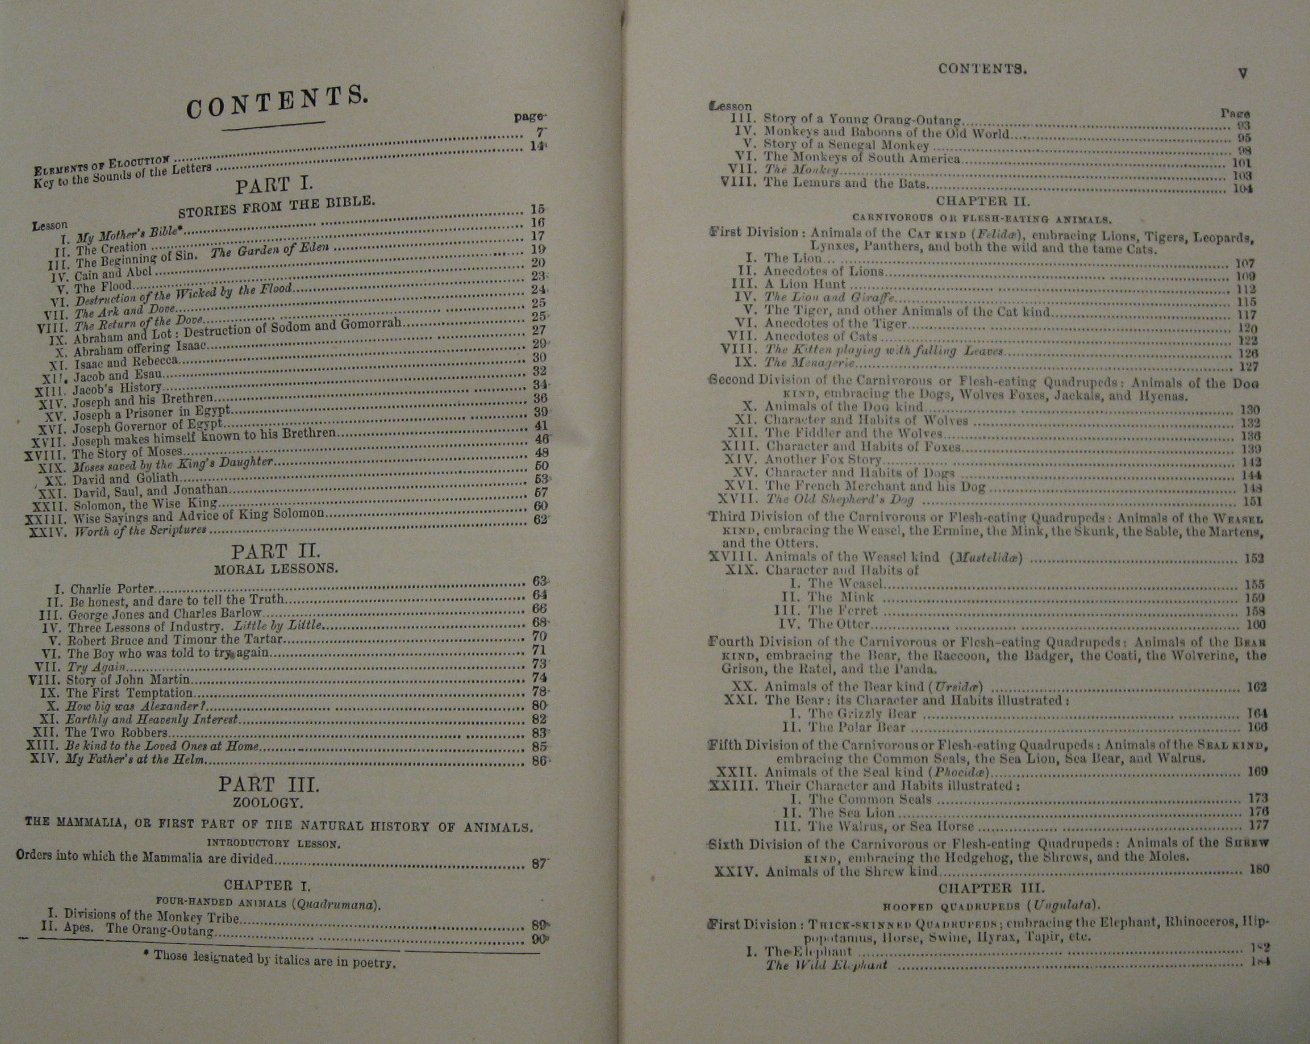 CONTENTS.
page
ELEMENTS OF ELOCUTION 7
Key to the Sounds of the Letters 14
PART I.
STORIES FROM THE BIBLE.
Lesson
I. My Mother's Bible* 15
II. The Creation 16
III. The Beginning of Sin. The Garden of Eden 17
IV. Cain and Abel 19
V. The Flood 20
VI. Destruction of the Wicked by the Flood 23
VII. The Ark and Dove 24
VIII. The Return of the Dove 25
IX. Abraham and Lot: Destruction of Sodom and Gomorrah 25
X. Abraham offering Isaac 27
XI. Isaac and Rebecca 29
XII. Jacob and Esau 30
XIII. Jacob's History 32
XIV. Joseph and his Brethren 34
XV. Joseph a Prisoner in Egypt 36
XVI. Joseph Governor of Egypt 39
XVII. Joseph makes himself known to his Brethren 41
XVIII. The Story of Moses 46
XIX. Moses saved by the King's Daughter 48
XX. David and Goliath 50
XXI. David, Saul, and Jonathan 53
XXII. Solomon, the Wise King 57
XXIII. Wise Sayings and Advice of King Solomon 60
XXIV. Worth of the Scriptures 62
PART II.
MORAL LESSONS.
I. Charlie Porter 63
II. Be honest, and dare to tell the Truth 64
III. George Jones and Charles Barlow 66
IV. Three Lessons of Industry. Little by Little 68
V. Robert Bruce and Timour the Tartar 70
VI. The Boy who was told to try again 71
VII. Try Again 73
VIII. Story of John Martin 74
IX. The First Temptation 78
X. How big was Alexander? 80
XI. Earthly and Heavenly Interest 82
XII. The Two Robbers 83
XIII. Be kind to the Loved Ones at Home 85
XIV. My Father's at the Helm 86
PART III.
ZOOLOGY.
THE MAMMALIA, OR FIRST PART OF THE NATURAL HISTORY OF ANIMALS.
INTRODUCTORY LESSON.
Orders into which the Mammalia are divided 87
CHAPTER I.
FOUR-HANDED ANIMALS (Quadrumana).
I. Divisions of the Monkey Tribe 89
II. Apes. The Orang-Outang 90
* Those designated by italics are in poetry.
CONTENTS. V
Lesson Page
III. Story of a Young Orang-Outang 93
IV. Monkeys and Baboons of the Old World 95
V. Story of a Senegal Monkey 98
VI. The Monkeys of South America 101
VII. The Monkey 103
VIII. The Lemurs and the Bats 104
CHAPTER II.
CARNIVOROUS OR FLESH-EATING ANIMALS.
First Division: Animals of the CAT KIND (Felidæ), embracing Lions, Tigers, Leopards,
Lynxes, Panthers, and both the wild and the tame Cats.
I. The Lion 107
II. Anecdotes of Lions 109
III. A Lion Hunt 112
IV. The Lion and Giraffe 115
V. The Tiger, and other Animals of the Cat kind 117
VI. Anecdotes of the Tiger 120
VII. Anecdotes of Cats 122
VIII. The Kitten playing with falling Leaves 126
IX. The Menagerie 127
Second Division of the Carnivorous or Flesh-eating Quadrupeds: Animals of the DOG
KIND, embracing the Dogs, Wolves Foxes, Jackals, and Hyenas.
X. Animals of the Dog kind 130
XI. Character and Habits of Wolves 132
XII. The Fiddler and the Wolves 136
XIII. Character and Habits of Foxes 139
XIV. Another Fox Story 142
XV. Character and Habits of Dogs 144
XVI. The French Merchant and his Dog 148
XVII. The Old Shepherd's Dog 151
Third Division of the Carnivorous or Flesh-eating Quadrupeds: Animals of the WEASEL
KIND, embracing the Weasel, the Ermine, the Mink, the Skunk, the Sable, the Martens,
and the Otters.
XVIII. Animals of the Weasel kind (Mustelidæ) 152
XIX. Character and Habits of
I. The Weasel 155
II. The Mink 159
III. The Ferret 158
IV. The Otter 160
Fourth Division of the Carnivorous or Flesh-eating Quadrupeds: Animals of the BEAR
KIND, embracing the Bear, the Raccoon, the Badger, the Coati, the Wolverine, the
Grison, the Ratel, and the Panda.
XX. Animals of the Bear kind (Ursidæ) 162
XXI. The Bear: its Character and Habits illustrated:
I. The Grizzly Bear 164
II. The Polar Bear 166
Fifth Division of the Carnivorous or Flesh-eating Quadrupeds: Animals of the SEAL KIND,
embracing the Common Seals, the Sea Lion, Sea Bear, and Walrus.
XXII. Animals of the Seal kind (Phocidæ) 169
XXIII. Their Character and Habits illustrated:
I. The Common Seals 173
II. The Sea Lion 176
III. The Walrus, or Sea Horse 177
Sixth Division of the Carnivorous or Flesh-eating Quadrupeds: Animals of the SHREW
KIND, embracing the Hedgehog, the Shrews, and the Moles.
XXIV. Animals of the Shrew kind 180
CHAPTER III.
HOOFED QUADRUPEDS (Ungulata).
First Division: THICK-SKINNED QUADRUPEDS; embracing the Elephant, Rhinoceros, Hip-
popotamus, Horse, Swine, Hyrax, Tapir, etc.
I. The Elephant 182
The Wild Elephant 184